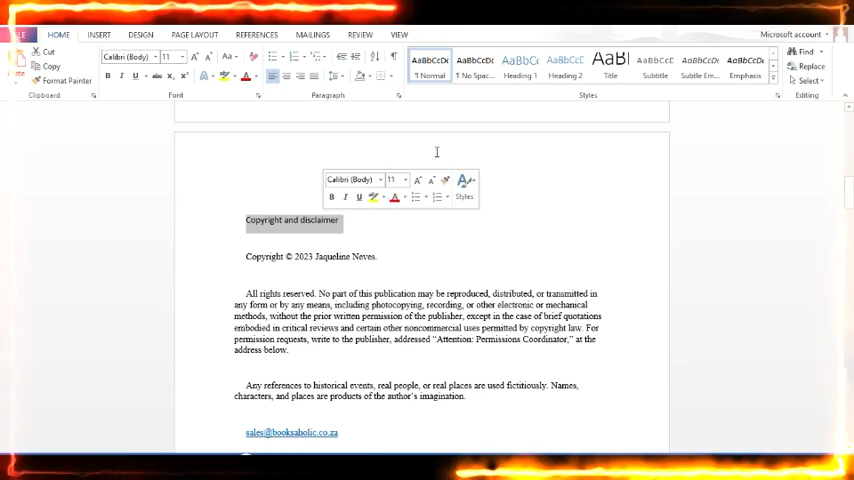 HOME INSERT DESIGN PAGE LAYOUT REFERENCES MAILINGS REVIEW VIEW Microsoft account
Cut
Copy
Format Painter
Calibri (Body) 11
Find
Replace
Select
AaBbCcDc AaBbCcDc AaBbCc AaBbCcD AaBl AaBbCcD AaBbCcDc AaBbCcDc
¶ Normal ¶ No Spac... Heading 1 Heading 2 Title Subtitle Subtle Em... Emphasis
Clipboard Font Paragraph Styles Editing
Calibri (Body) 11
B I U Styles
Copyright and disclaimer
Copyright © 2023 Jaqueline Neves.
All rights reserved. No part of this publication may be reproduced, distributed, or transmitted in
any form or by any means, including photocopying, recording, or other electronic or mechanical
methods, without the prior written permission of the publisher, except in the case of brief quotations
embodied in critical reviews and certain other noncommercial uses permitted by copyright law. For
permission requests, write to the publisher, addressed “Attention: Permissions Coordinator,” at the
address below.
Any references to historical events, real people, or real places are used fictitiously. Names,
characters, and places are products of the author’s imagination.
sales@booksaholic.co.za